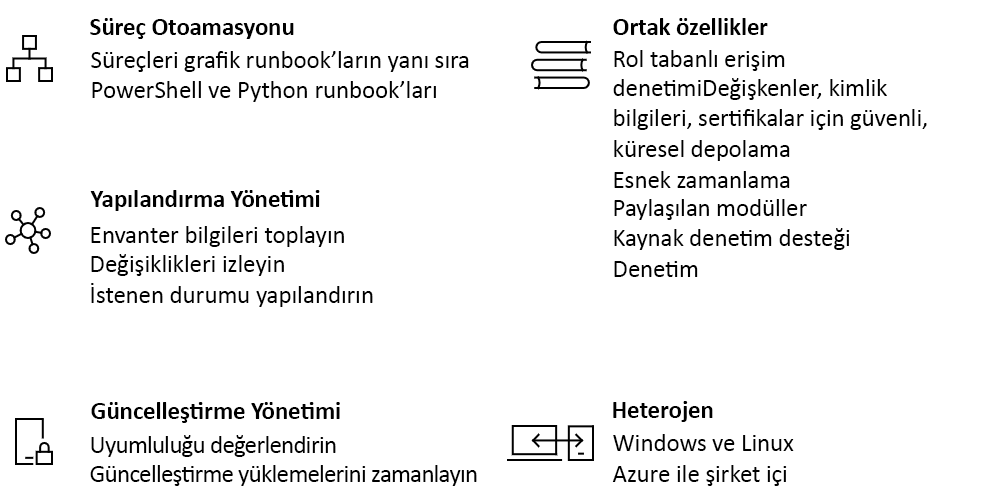 Süreç Otoamasyonu
Süreçleri grafik runbook’ların yanı sıra
PowerShell ve Python runbook’ları
Yapılandırma Yönetimi
Envanter bilgileri toplayın
Değişiklikleri izleyin
İstenen durumu yapılandırın
Güncelleştirme Yönetimi
Uyumluluğu değerlendirin
Güncelleştirme yüklemelerini zamanlayın
Ortak özellikler
Rol tabanlı erişim
denetimiDeğişkenler, kimlik
bilgileri, sertifikalar için güvenli,
küresel depolama
Esnek zamanlama
Paylaşılan modüller
Kaynak denetim desteği
Denetim
Heterojen
Windows ve Linux
Azure ile şirket içi